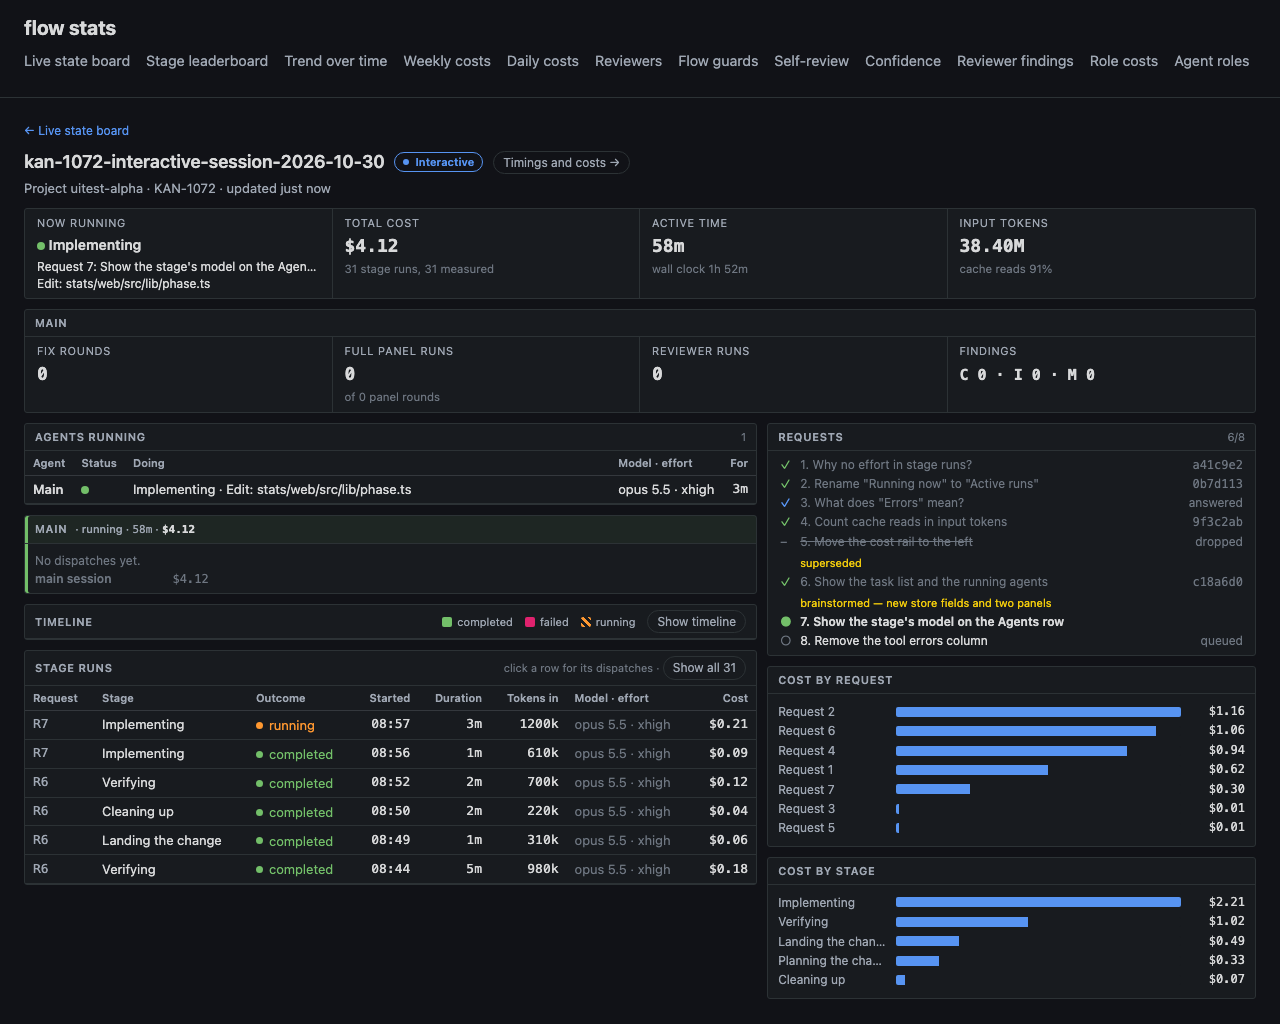 flow stats
Live state board Stage leaderboard Trend over time Weekly costs Daily costs Reviewers Flow guards Self-review Confidence Reviewer findings Role costs Agent roles
← Live state board
kan-1072-interactive-session-2026-10-30 Interactive Timings and costs →
Project uitest-alpha · KAN-1072 · updated just now
NOW RUNNING
Implementing
Request 7: Show the stage's model on the Agen...
Edit: stats/web/src/lib/phase.ts
TOTAL COST
$4.12
31 stage runs, 31 measured
ACTIVE TIME
58m
wall clock 1h 52m
INPUT TOKENS
38.40M
cache reads 91%
MAIN
FIX ROUNDS
0
FULL PANEL RUNS
0
of 0 panel rounds
REVIEWER RUNS
0
FINDINGS
C 0 · I 0 · M 0
AGENTS RUNNING 1
Agent Status Doing Model · effort For
Main Implementing · Edit: stats/web/src/lib/phase.ts opus 5.5 · xhigh 3m
MAIN · running · 58m · $4.12
No dispatches yet.
main session $4.12
TIMELINE completed failed running Show timeline
STAGE RUNS click a row for its dispatches · Show all 31
Request Stage Outcome Started Duration Tokens in Model · effort Cost
R7 Implementing running 08:57 3m 1200k opus 5.5 · xhigh $0.21
R7 Implementing completed 08:56 1m 610k opus 5.5 · xhigh $0.09
R6 Verifying completed 08:52 2m 700k opus 5.5 · xhigh $0.12
R6 Cleaning up completed 08:50 2m 220k opus 5.5 · xhigh $0.04
R6 Landing the change completed 08:49 1m 310k opus 5.5 · xhigh $0.06
R6 Verifying completed 08:44 5m 980k opus 5.5 · xhigh $0.18
REQUESTS 6/8
✓ 1. Why no effort in stage runs? a41c9e2
✓ 2. Rename "Running now" to "Active runs" 0b7d113
✓ 3. What does "Errors" mean? answered
✓ 4. Count cache reads in input tokens 9f3c2ab
– 5. Move the cost rail to the left dropped
superseded
✓ 6. Show the task list and the running agents c18a6d0
brainstormed — new store fields and two panels
7. Show the stage's model on the Agents row
8. Remove the tool errors column queued
COST BY REQUEST
Request 2 $1.16
Request 6 $1.06
Request 4 $0.94
Request 1 $0.62
Request 7 $0.30
Request 3 $0.01
Request 5 $0.01
COST BY STAGE
Implementing $2.21
Verifying $1.02
Landing the chan... $0.49
Planning the cha... $0.33
Cleaning up $0.07